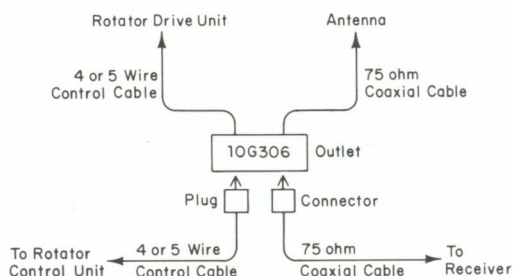 Rotator Drive Unit
Antenna
4 or 5 Wire
Control Cable
75 ohm
Coaxial Cable
10G306
Outlet
Plug
Connector
To Rotator
Control Unit
4 or 5 Wire
Control Cable
75 ohm
Coaxial Cable
To
Receiver